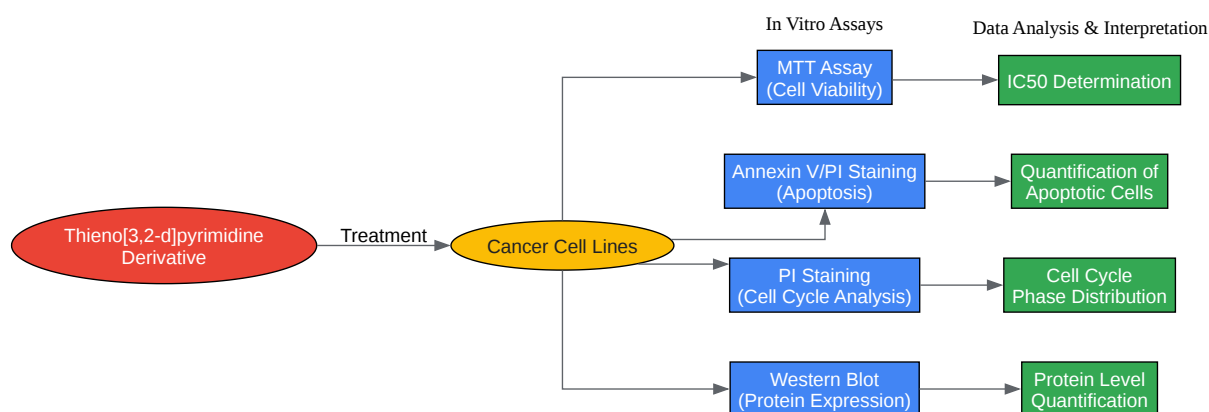 In Vitro Assays
Data Analysis & Interpretation
MTT Assay
(Cell Viability)
IC50 Determination
Annexin V/PI Staining
(Apoptosis)
Quantification of
Apoptotic Cells
Thieno[3,2-d]pyrimidine
Derivative
Treatment
Cancer Cell Lines
PI Staining
(Cell Cycle Analysis)
Cell Cycle
Phase Distribution
Western Blot
(Protein Expression)
Protein Level
Quantification